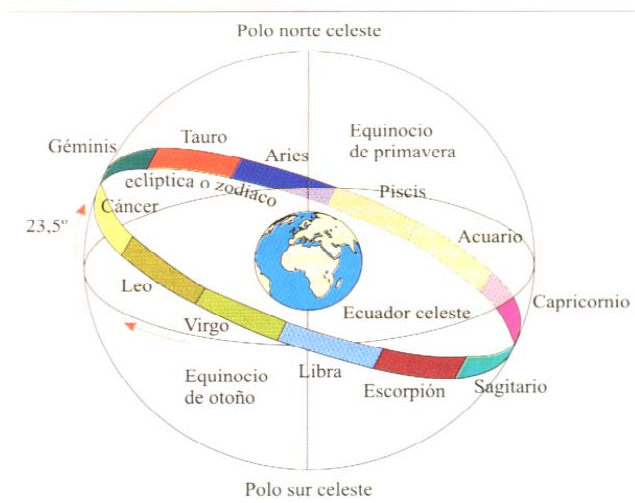 Polo norte celeste
Géminis
Tauro
Aries
Equinocio
de primavera
eclíptica o zodíaco
Cáncer
Piscis
23,5°
Acuario
Leo
Ecuador celeste
Capricornio
Virgo
Equinocio
de otoño
Libra
Escorpión
Sagitario
Polo sur celeste